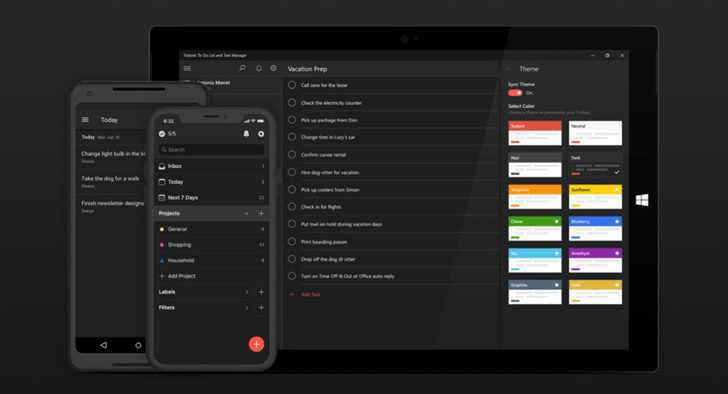 Today
Today Mon Jun 18
Change light bulb in the ki
Chores
Take the dog for a walk
Chores
Finish newsletter designs
Design
9:32
5/5
Search
Inbox 1
Today 3
Next 7 Days 22
Projects
General 5
Shopping
Household 8
Add Project
Labels
Filters
Todoist: To-Do List and Task Manager
Antonia Monet
Vacation Prep
Call Jane for the lease
Check the electricity counter
Pick up package from Dan
Change tires in Lucy's car
Confirm canoe rental
Hire dog-sitter for vacation
Pick up coolers from Simon
Check in for flights
Put mail on hold during vacation days
Print boarding passes
Drop off the dog @ sitter
Turn on Time Off & Out of Office auto reply
Add Task
Theme
Sync Theme
On
Select Color
Choose a theme to personalize your Todoist.
Todoist
Neutral
Noir
Dark
Tangerine
Sunflower
Clover
Blueberry
Sky
Amethyst
Graphite
Gold